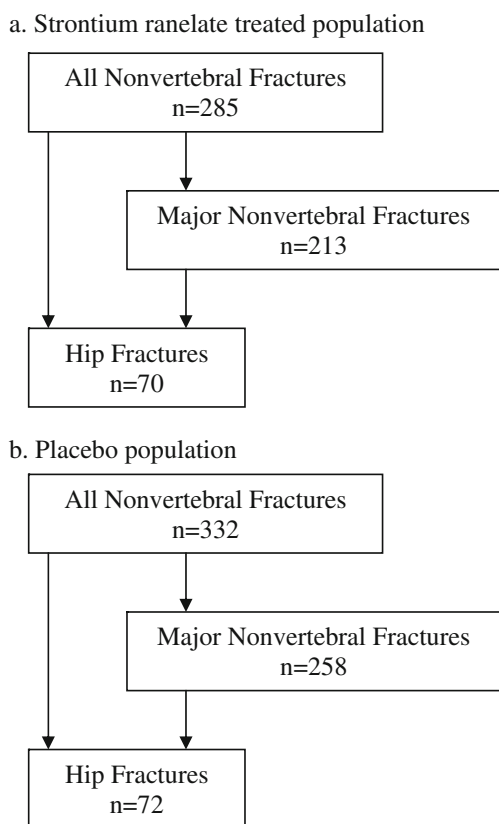 a. Strontium ranelate treated population
All Nonvertebral Fractures
n=285
Major Nonvertebral Fractures
n=213
Hip Fractures
n=70
b. Placebo population
All Nonvertebral Fractures
n=332
Major Nonvertebral Fractures
n=258
Hip Fractures
n=72